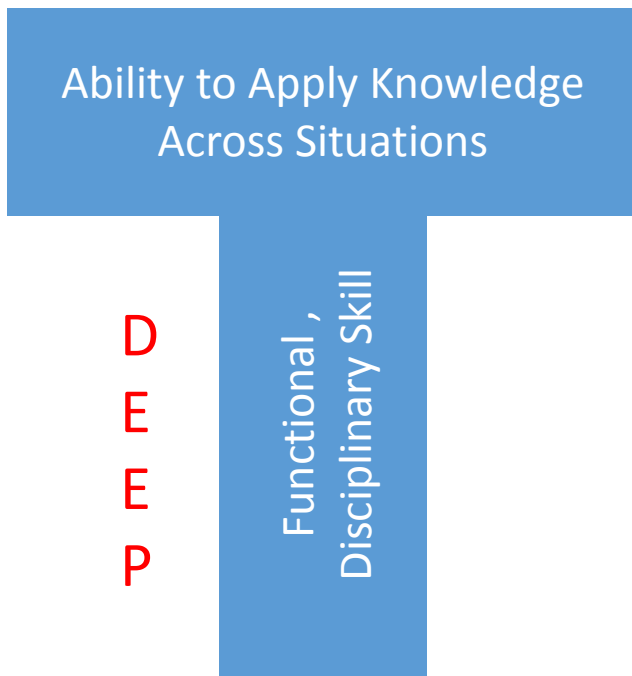 Ability to Apply Knowledge
Across Situations
D
E
E
P
Functional ,
Disciplinary Skill